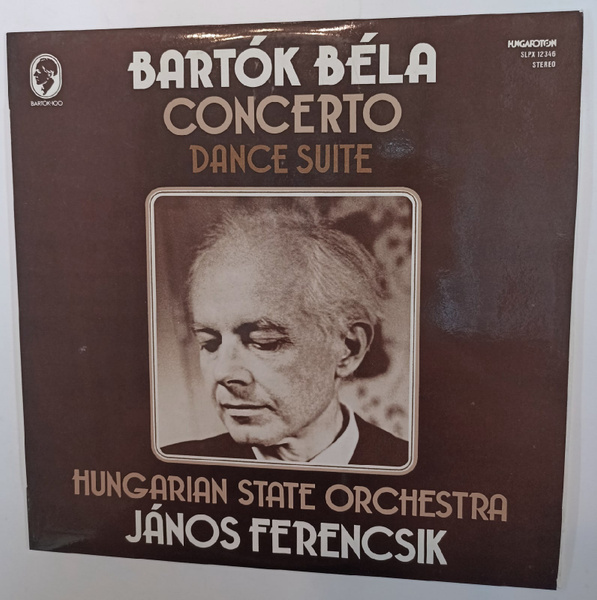 BARTÓK BÉLA
CONCERTO
DANCE SUITE
BARTÓK-100
HUNGAROTON
SLPX 12346
STEREO
HUNGARIAN STATE ORCHESTRA
JÁNOS FERENCSIK